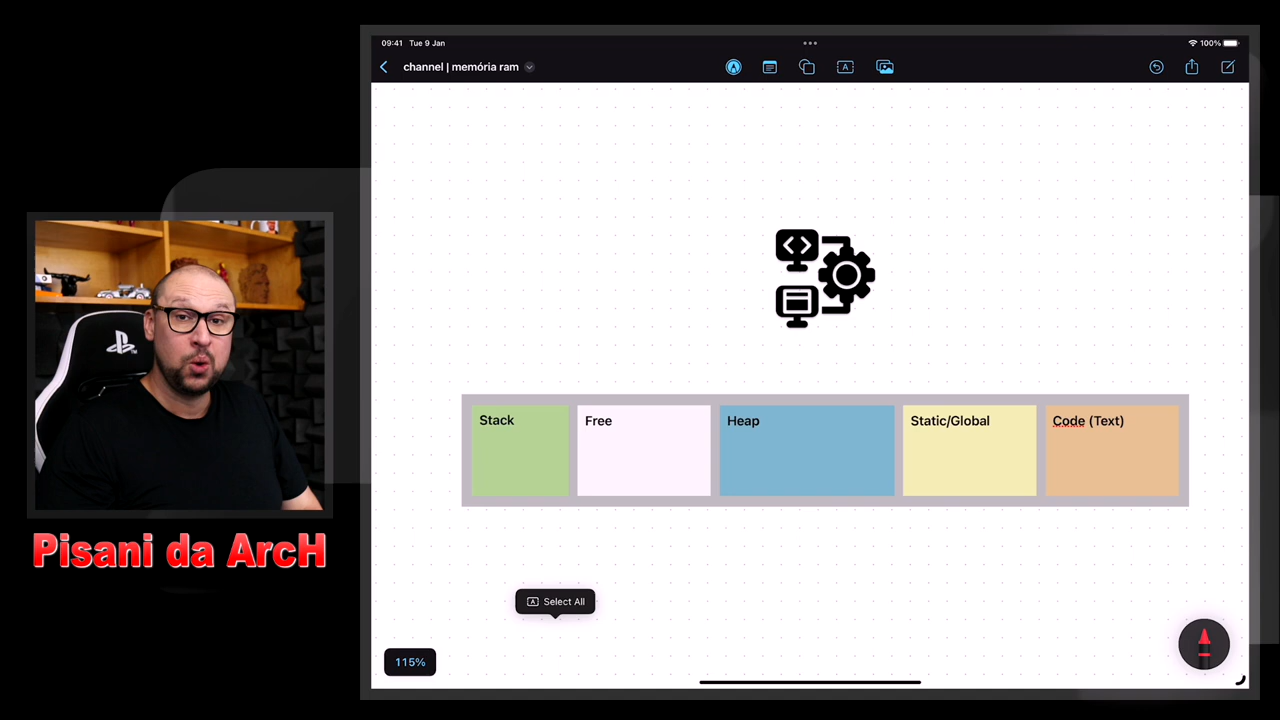 09:41 Tue 9 Jan
100%
channel | memória ram
A
Stack
Free
Heap
Static/Global
Code (Text)
A Select All
115%
Pisani da ArcH